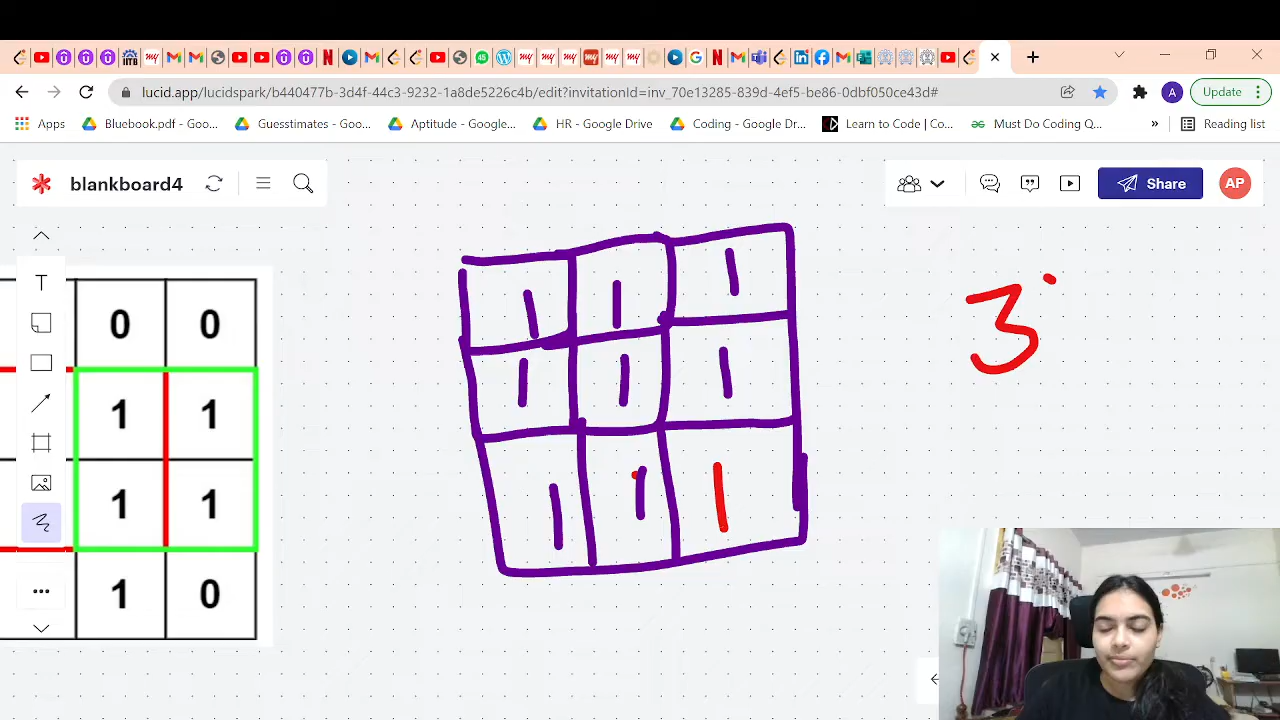 lucid.app/lucidspark/b440477b-3d4f-44c3-9232-1a68e5226c4b/edit?invitationId=inv_70e13285-839d-4ef5-be86-0dbf050ce43d#
A
Update
Apps
Bluebook.pdf - Go...
Guesstimates - Goo...
Aptitude - Google...
HR - Google Drive
Coding - Google Dr...
Learn to Code | Co...
Must Do Coding Q...
»
Reading list
blankboard4
Share
AP
T
0 0
1 1
1 1
1 0
1 1 1
1 1 1
1 1 1
3